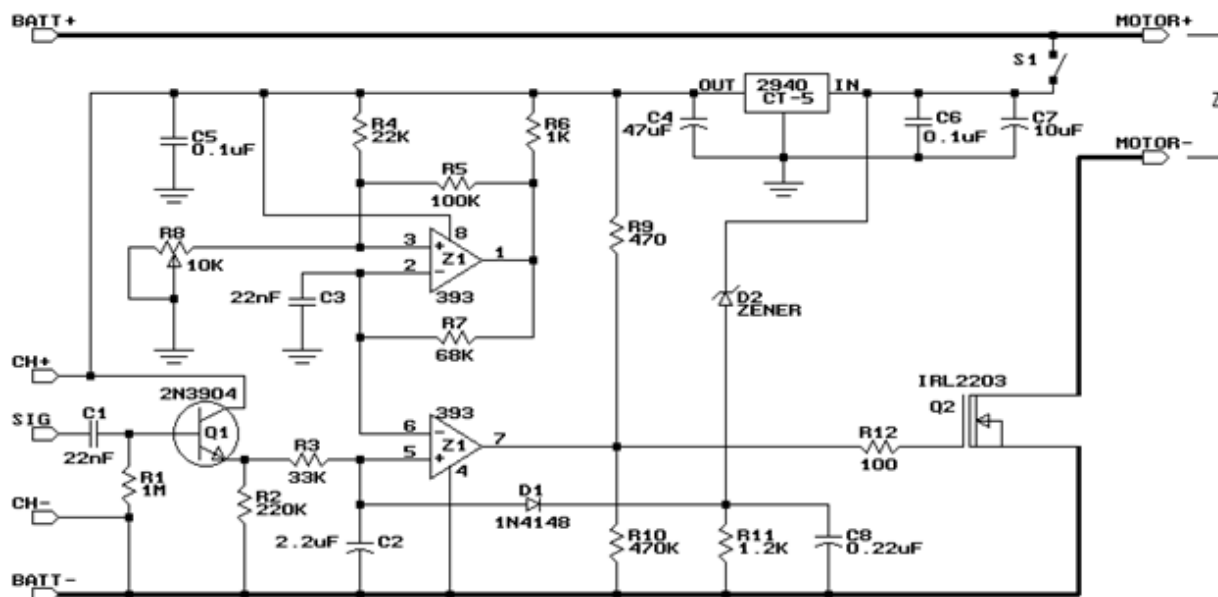 BATT+
MOTOR+
S1
OUT
2940
CT-5
IN
C5
0.1uF
R4
22K
R6
1K
C4
47uF
C6
0.1uF
C7
10uF
Z
MOTOR-
R5
100K
R8
10K
3
+
8
Z1
1
2
-
393
22nF
C3
R7
68K
R9
470
D2
ZENER
CH+
2N3904
SIG
C1
22nF
Q1
R1
1M
R3
33K
R2
220K
393
6
-
Z1
7
5
+
4
IRL2203
Q2
R12
100
CH-
D1
1N4148
2.2uF
C2
R10
470K
R11
1.2K
C8
0.22uF
BATT-